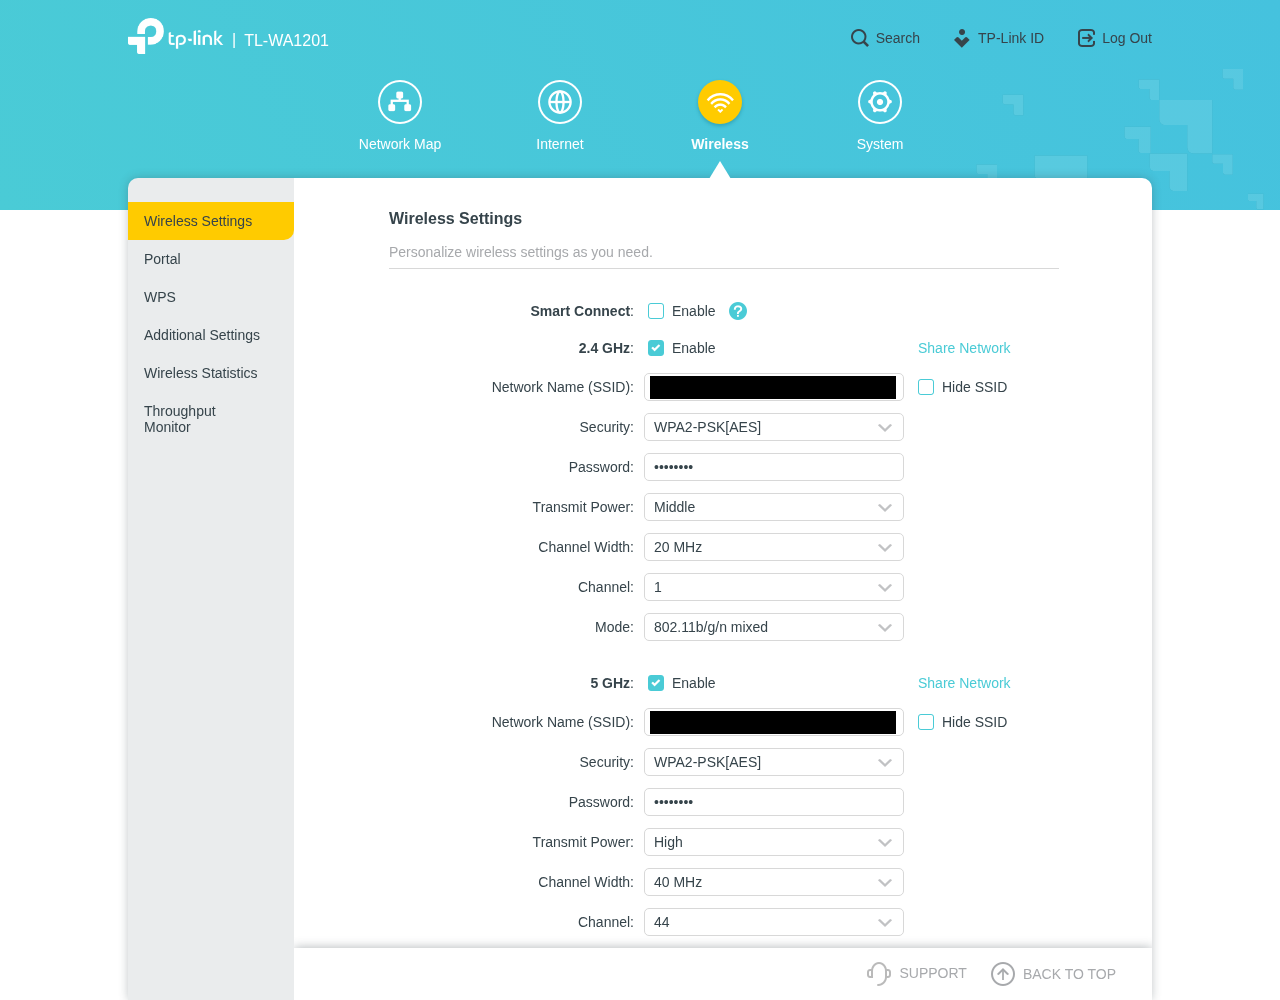 tp-link | TL-WA1201
Search TP-Link ID Log Out
Network Map Internet Wireless System
Wireless Settings
Portal
WPS
Additional Settings
Wireless Statistics
Throughput
Monitor
Wireless Settings
Personalize wireless settings as you need.
Smart Connect: Enable ?
2.4 GHz: Enable Share Network
Network Name (SSID): Hide SSID
Security: WPA2-PSK[AES]
Password: ••••••••
Transmit Power: Middle
Channel Width: 20 MHz
Channel: 1
Mode: 802.11b/g/n mixed
5 GHz: Enable Share Network
Network Name (SSID): Hide SSID
Security: WPA2-PSK[AES]
Password: ••••••••
Transmit Power: High
Channel Width: 40 MHz
Channel: 44
SUPPORT BACK TO TOP